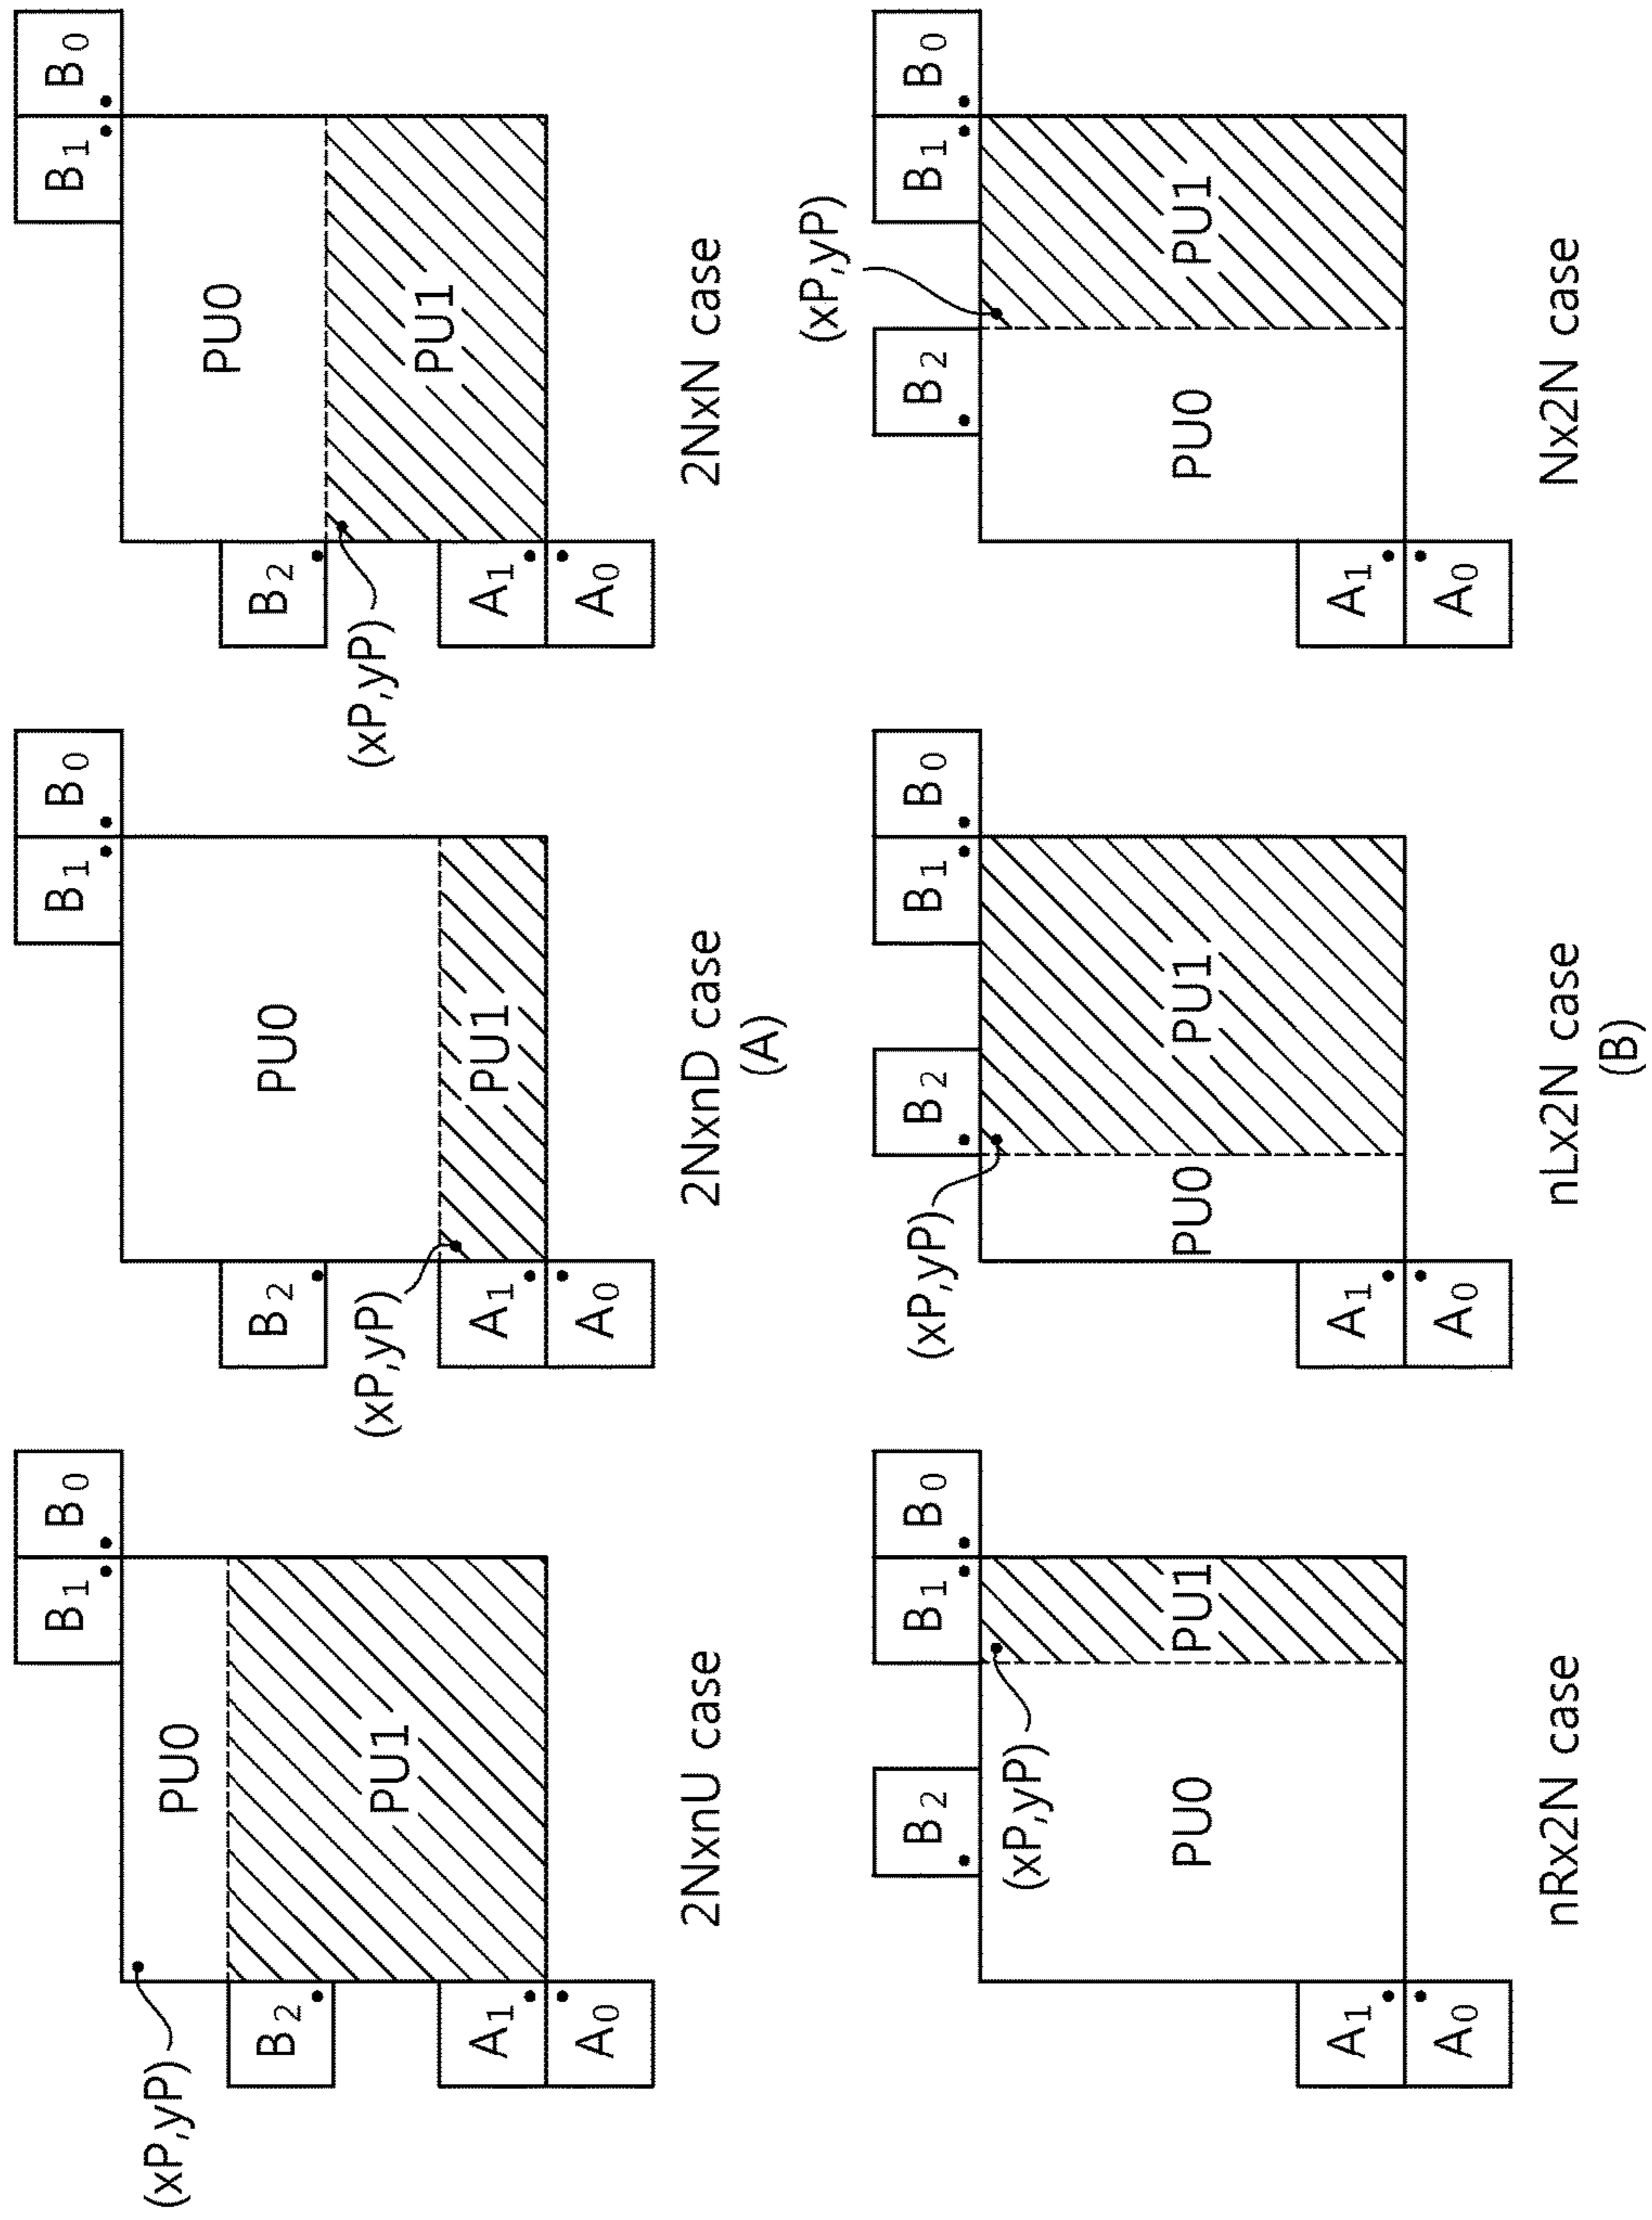 B1 B0
(xP,yP)
PU0
B2
PU1
A1
A0
2NxnU case
B1 B0
PU0
B2
(xP,yP)
A1
PU1
A0
2NxnD case
(A)
B1 B0
PU0
B2
(xP,yP)
PU1
A1
A0
2NxN case
B2 B1 B0
(xP,yP)
PU0 PU1
A1
A0
nRx2N case
B2 B1 B0
(xP,yP)
PU0 PU1
A1
A0
nLx2N case
(B)
(xP,yP)
B2 B1 B0
PU0 PU1
A1
A0
Nx2N case